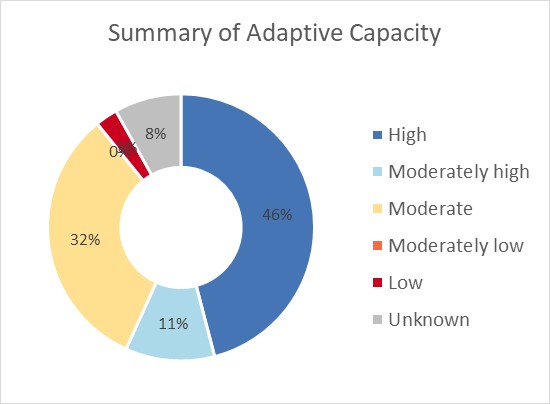 Summary of Adaptive Capacity
8%
0%
46%
32%
11%
High
Moderately high
Moderate
Moderately low
Low
Unknown